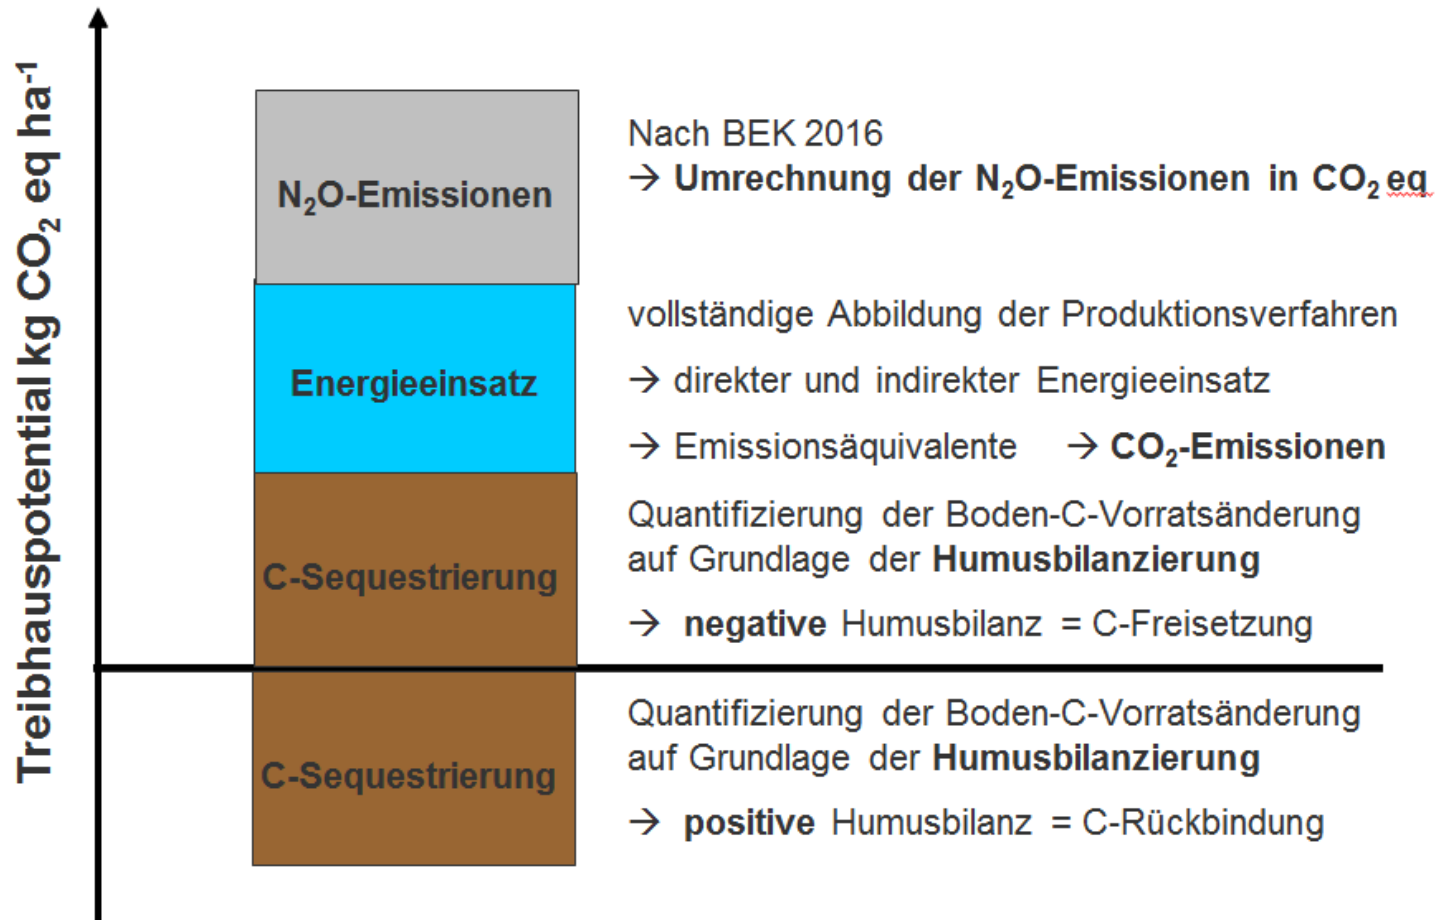 Treibhauspotential kg CO₂ eq ha⁻¹
N₂O-Emissionen
Nach BEK 2016
→ Umrechnung der N₂O-Emissionen in CO₂ eq
Energieeinsatz
vollständige Abbildung der Produktionsverfahren
→ direkter und indirekter Energieeinsatz
→ Emissionsäquivalente → CO₂-Emissionen
C-Sequestrierung
Quantifizierung der Boden-C-Vorratsänderung
auf Grundlage der Humusbilanzierung
→ negative Humusbilanz = C-Freisetzung
C-Sequestrierung
Quantifizierung der Boden-C-Vorratsänderung
auf Grundlage der Humusbilanzierung
→ positive Humusbilanz = C-Rückbindung